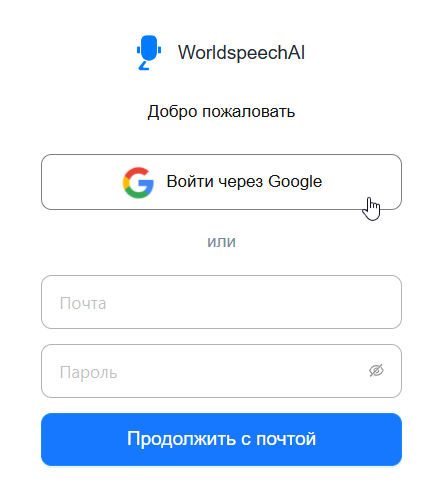 WorldspeechAI
Добро пожаловать
Войти через Google
или
Почта
Пароль
Продолжить с почтой